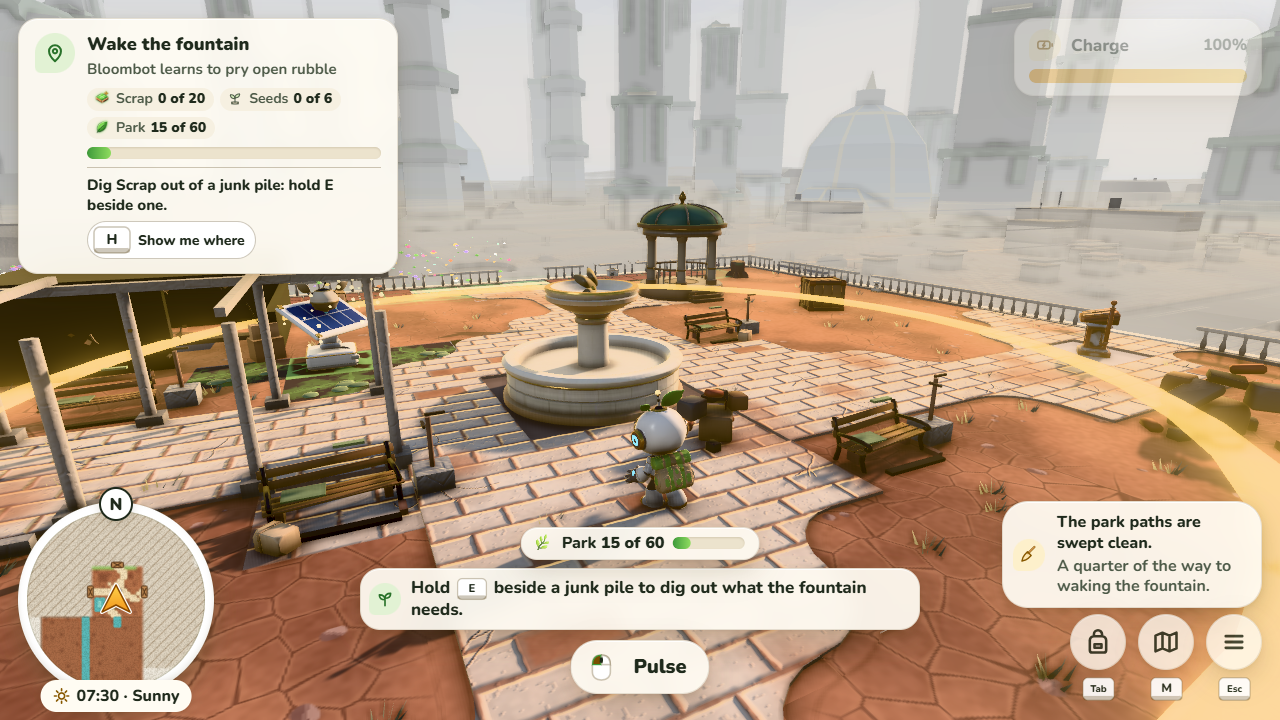 Wake the fountain
Bloombot learns to pry open rubble
Scrap 0 of 20 Seeds 0 of 6
Park 15 of 60
Dig Scrap out of a junk pile: hold E
beside one.
H Show me where
Charge 100%
N
07:30 · Sunny
Park 15 of 60
Hold E beside a junk pile to dig out what the fountain
needs.
Pulse
The park paths are
swept clean.
A quarter of the way to
waking the fountain.
Tab M Esc